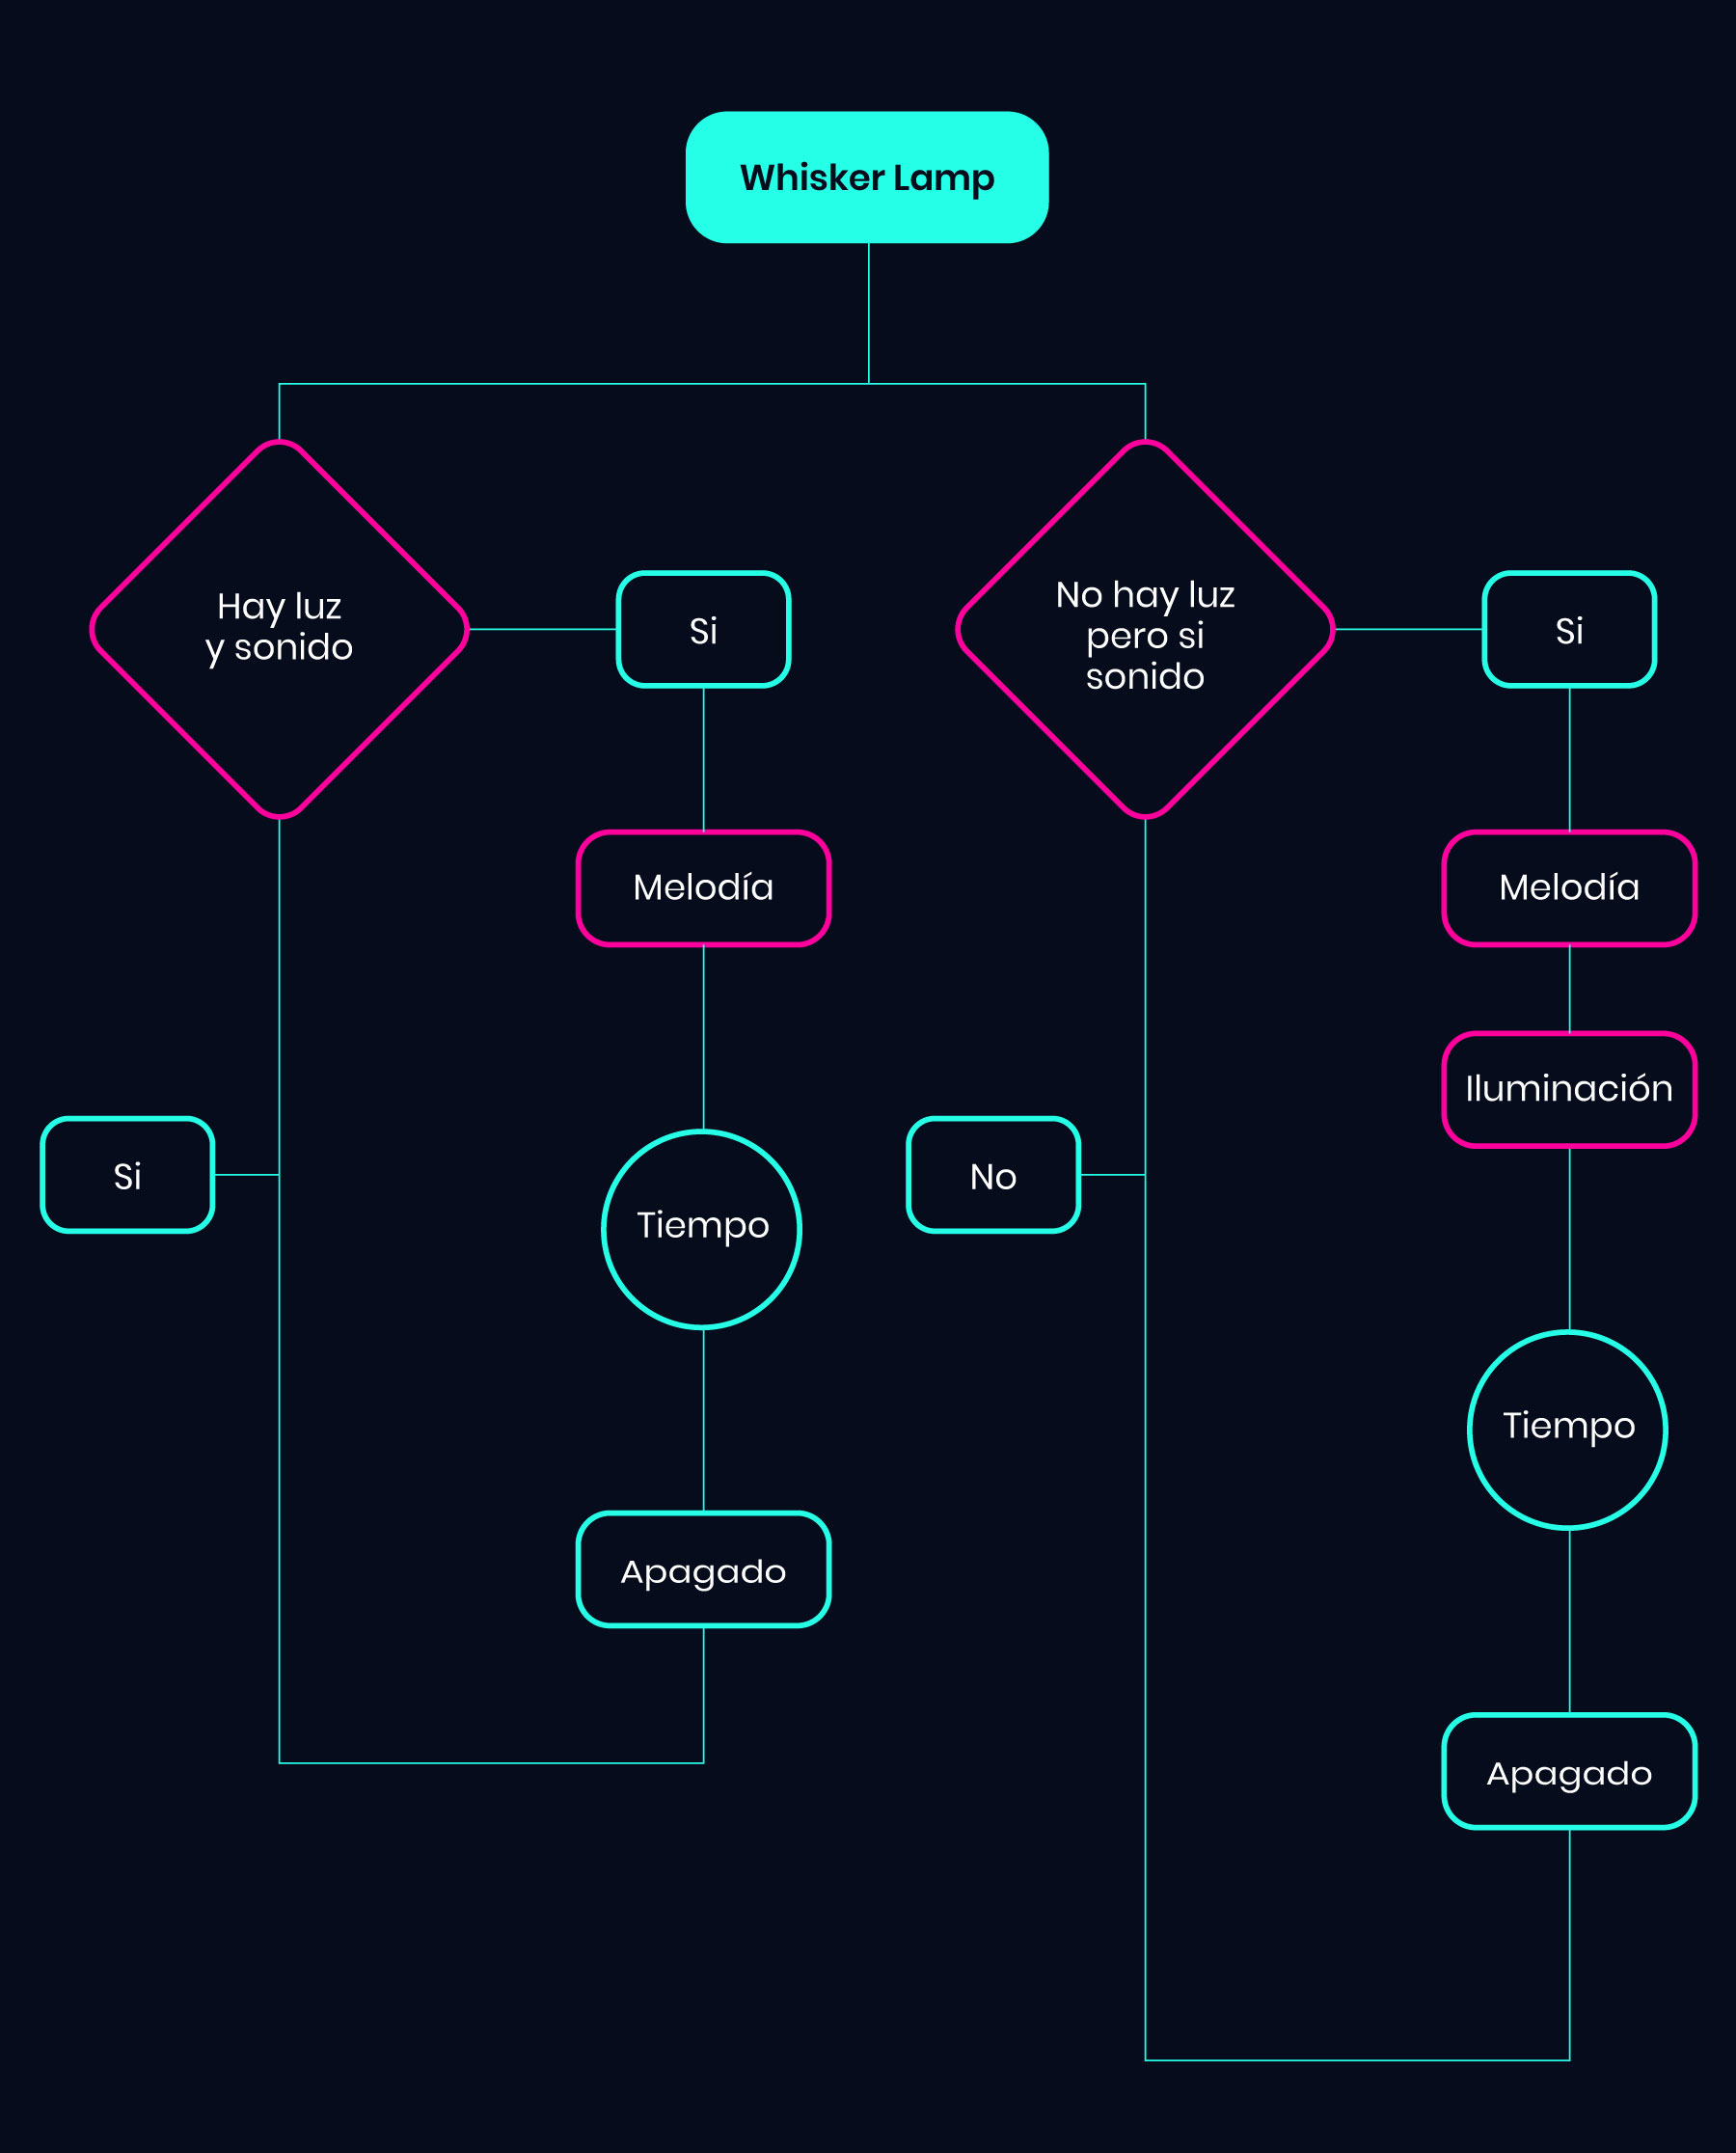 Whisker Lamp
Hay luz
y sonido
Si
No hay luz
pero si
sonido
Si
Melodía
Melodía
Iluminación
Si
No
Tiempo
Tiempo
Apagado
Apagado